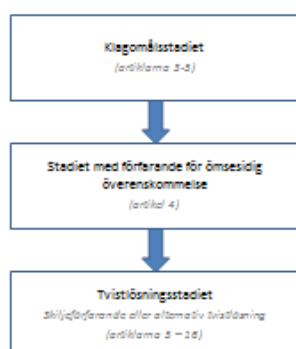 Klagomålsstadiet
(artiklarna 3-5)
Stadiet med förfarande för ömsesidig
överenskommelse
(artikel 4)
Tvistlösningsstadiet
Skiljeförfarande eller alternativ tvistlösning
(artiklarna 5 – 16)